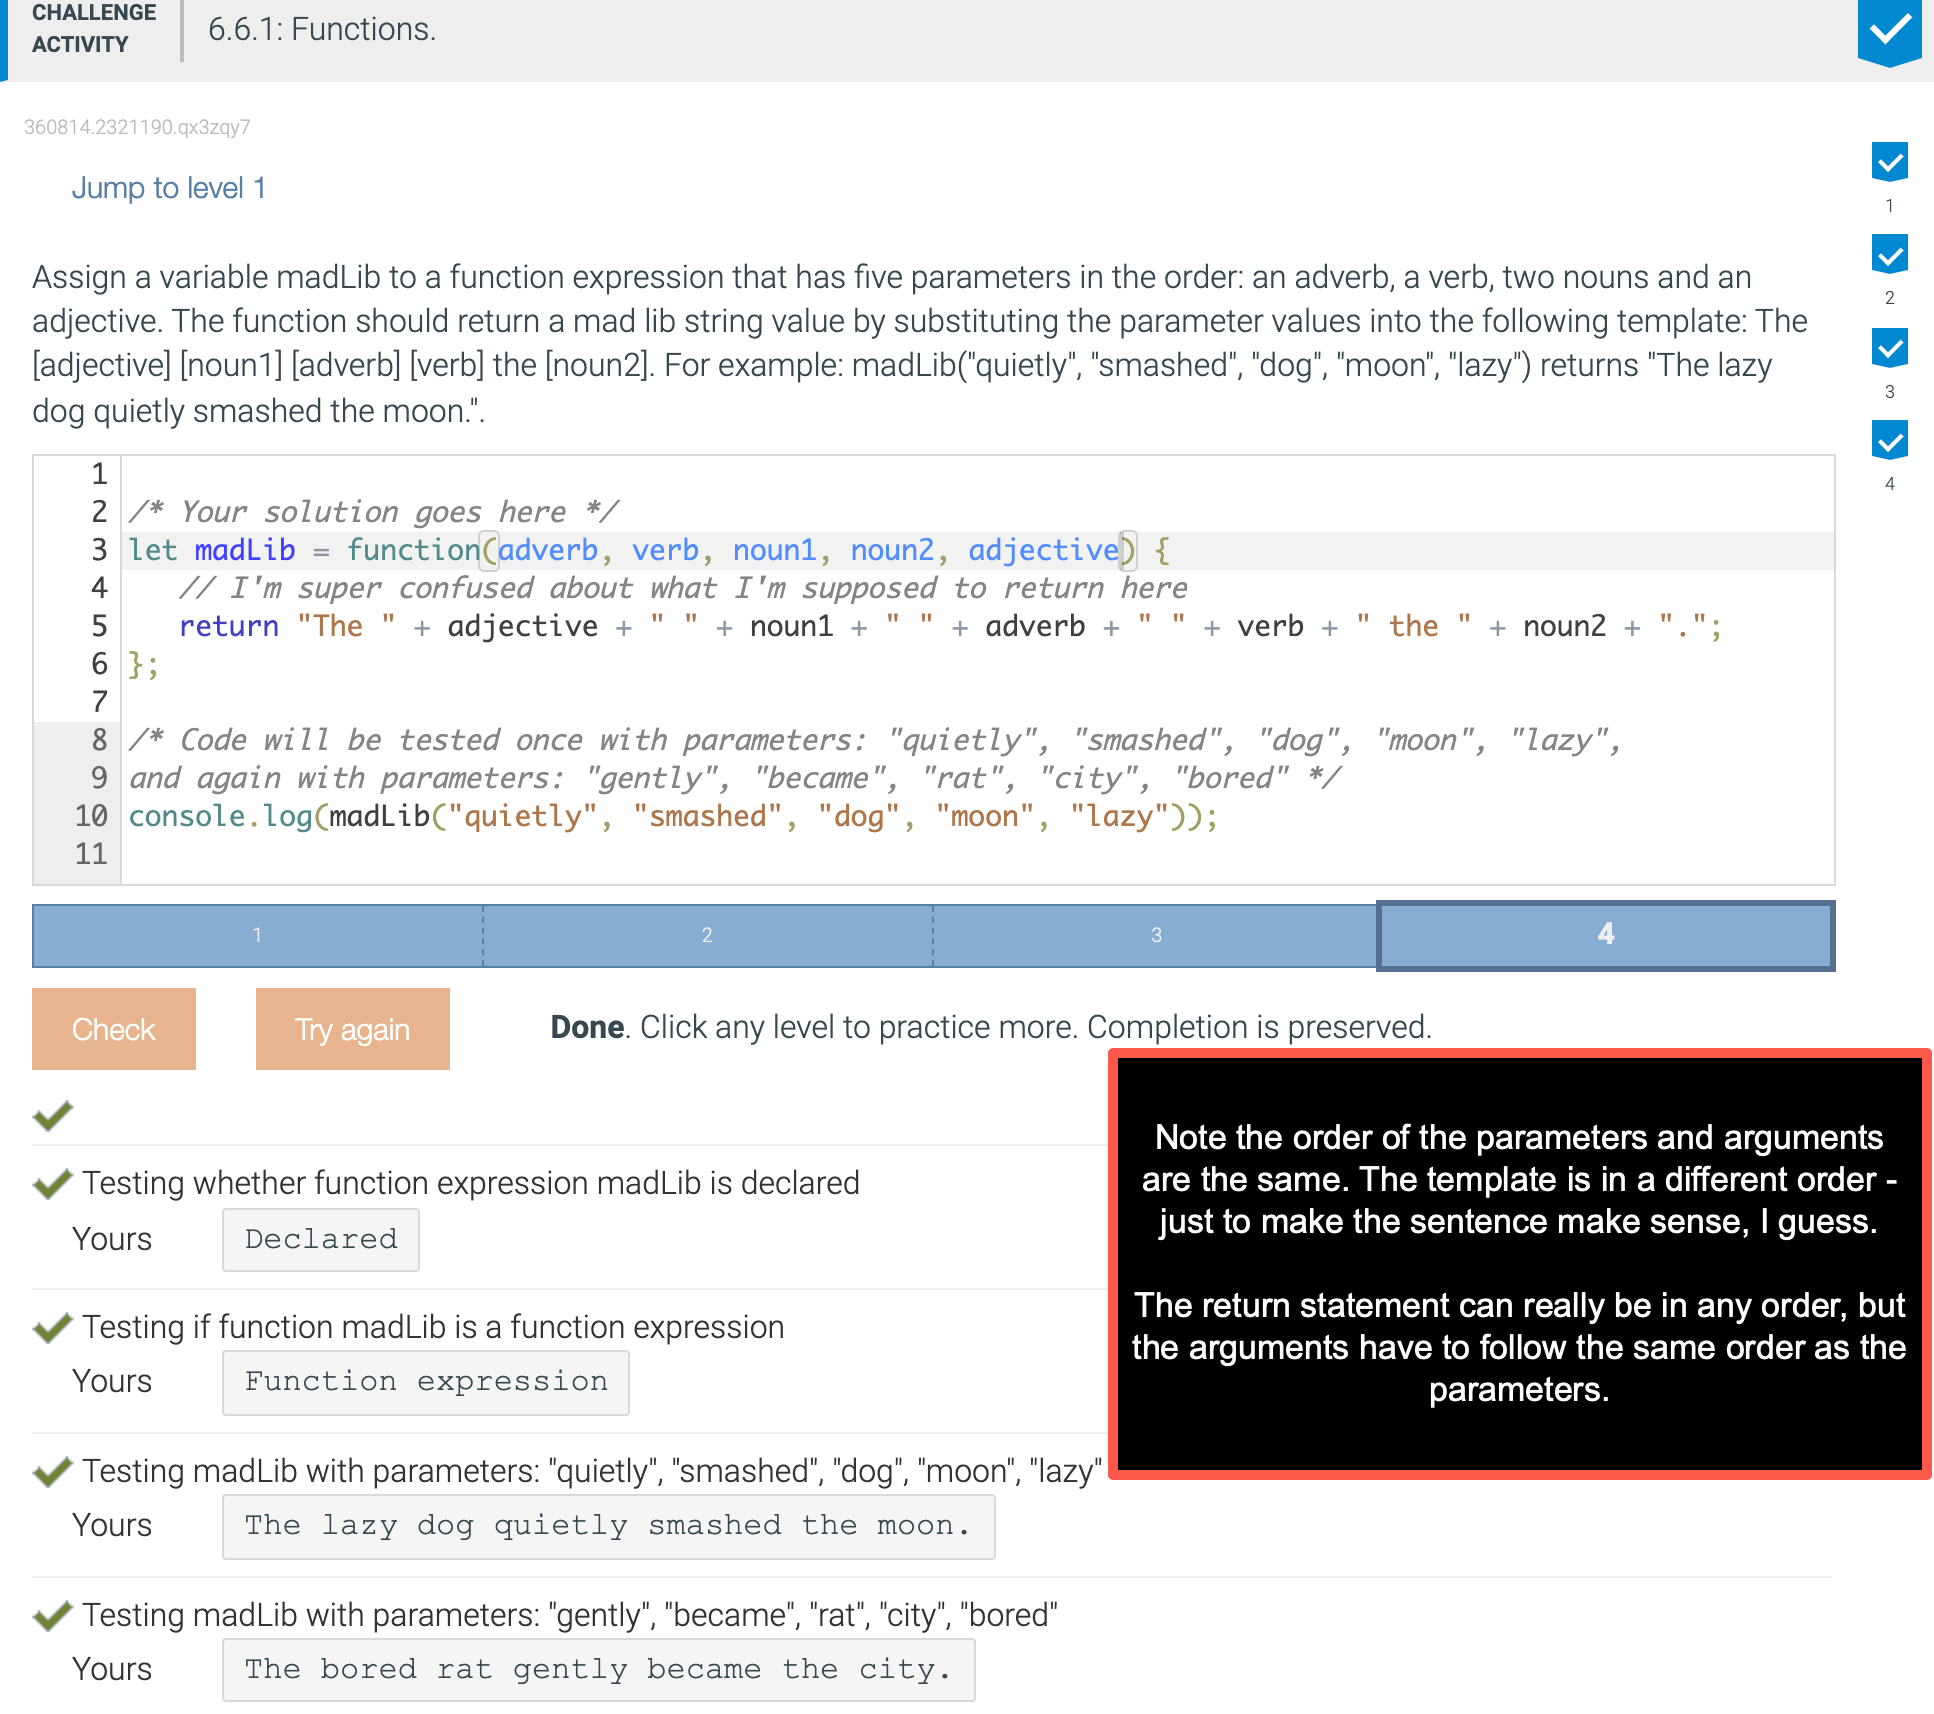 CHALLENGE
ACTIVITY
6.6.1: Functions.
360814.2321190.qx3zqy7
Jump to level 1
1
2
3
4
Assign a variable madLib to a function expression that has five parameters in the order: an adverb, a verb, two nouns and an
adjective. The function should return a mad lib string value by substituting the parameter values into the following template: The
[adjective] [noun1] [adverb] [verb] the [noun2]. For example: madLib("quietly", "smashed", "dog", "moon", "lazy") returns "The lazy
dog quietly smashed the moon.".
1
2 /* Your solution goes here */
3 let madLib = function(adverb, verb, noun1, noun2, adjective) {
4 // I'm super confused about what I'm supposed to return here
5 return "The " + adjective + " " + noun1 + " " + adverb + " " + verb + " the " + noun2 + ".";
6 };
7
8 /* Code will be tested once with parameters: "quietly", "smashed", "dog", "moon", "lazy",
9 and again with parameters: "gently", "became", "rat", "city", "bored" */
10 console.log(madLib("quietly", "smashed", "dog", "moon", "lazy"));
11
1 2 3 4
Check Try again Done. Click any level to practice more. Completion is preserved.
Note the order of the parameters and arguments
are the same. The template is in a different order -
just to make the sentence make sense, I guess.
The return statement can really be in any order, but
the arguments have to follow the same order as the
parameters.
Testing whether function expression madLib is declared
Yours Declared
Testing if function madLib is a function expression
Yours Function expression
Testing madLib with parameters: "quietly", "smashed", "dog", "moon", "lazy"
Yours The lazy dog quietly smashed the moon.
Testing madLib with parameters: "gently", "became", "rat", "city", "bored"
Yours The bored rat gently became the city.